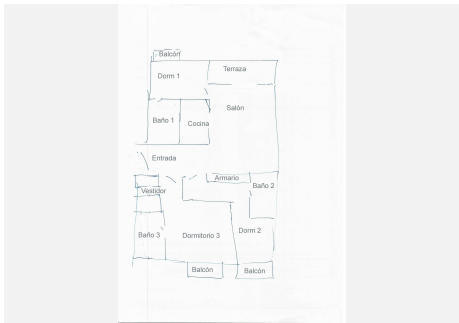 Balcón
Terraza
Dorm 1
Salón
Baño 1
Cocina
Entrada
Armario
Baño 2
Vestidor
Baño 3
Dormitorio 3
Dorm 2
Balcón
Balcón